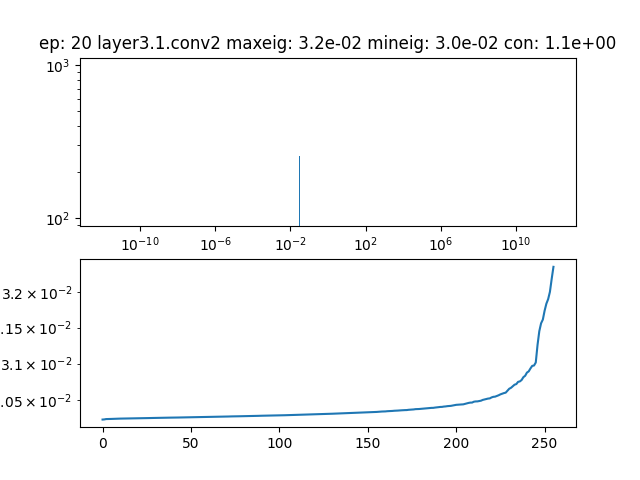 ep: 20 layer3.1.conv2 maxeig: 3.2e-02 mineig: 3.0e-02 con: 1.1e+00
10³
10²
10⁻¹⁰ 10⁻⁶ 10⁻² 10² 10⁶ 10¹⁰
3.2 × 10⁻²
.15 × 10⁻²
3.1 × 10⁻²
.05 × 10⁻²
0 50 100 150 200 250